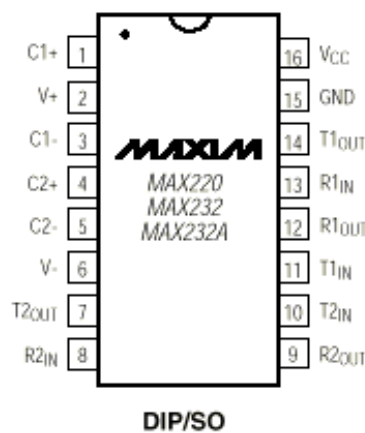 C1+ 1 16 VCC
V+ 2 15 GND
C1- 3 14 T1OUT
MAXIM
C2+ 4 13 R1IN
MAX220
MAX232
C2- 5 12 R1OUT
MAX232A
V- 6 11 T1IN
T2OUT 7 10 T2IN
R2IN 8 9 R2OUT
DIP/SO